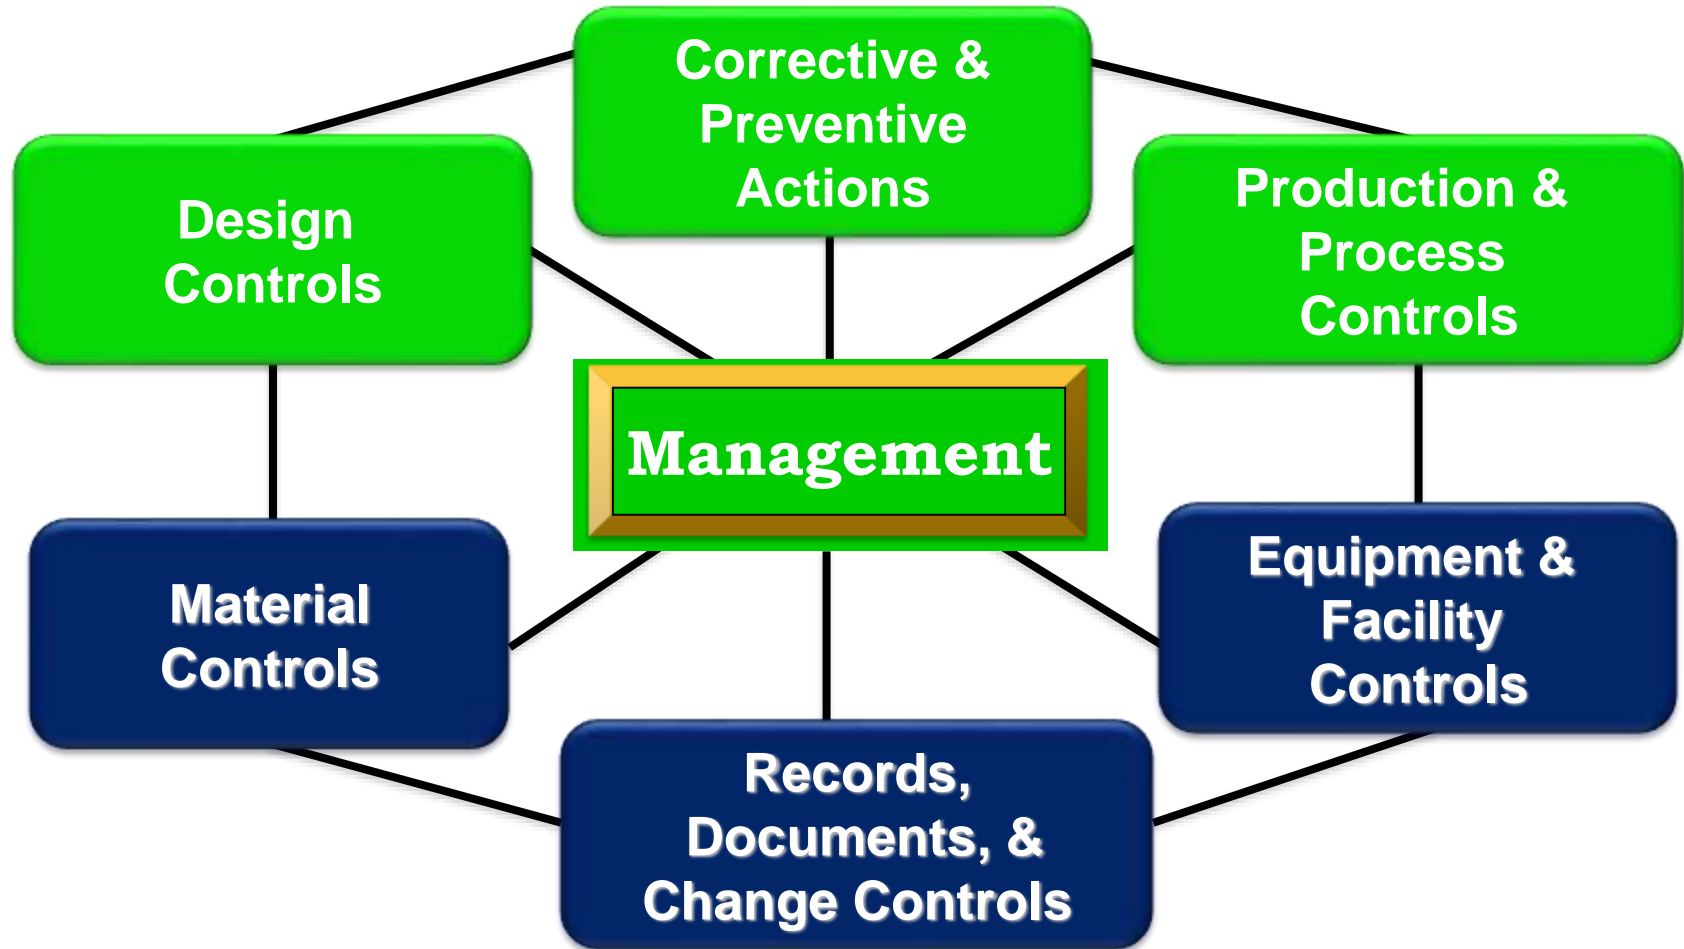 Corrective &
Preventive
Actions
Design
Controls
Production &
Process
Controls
Management
Material
Controls
Equipment &
Facility
Controls
Records,
Documents, &
Change Controls